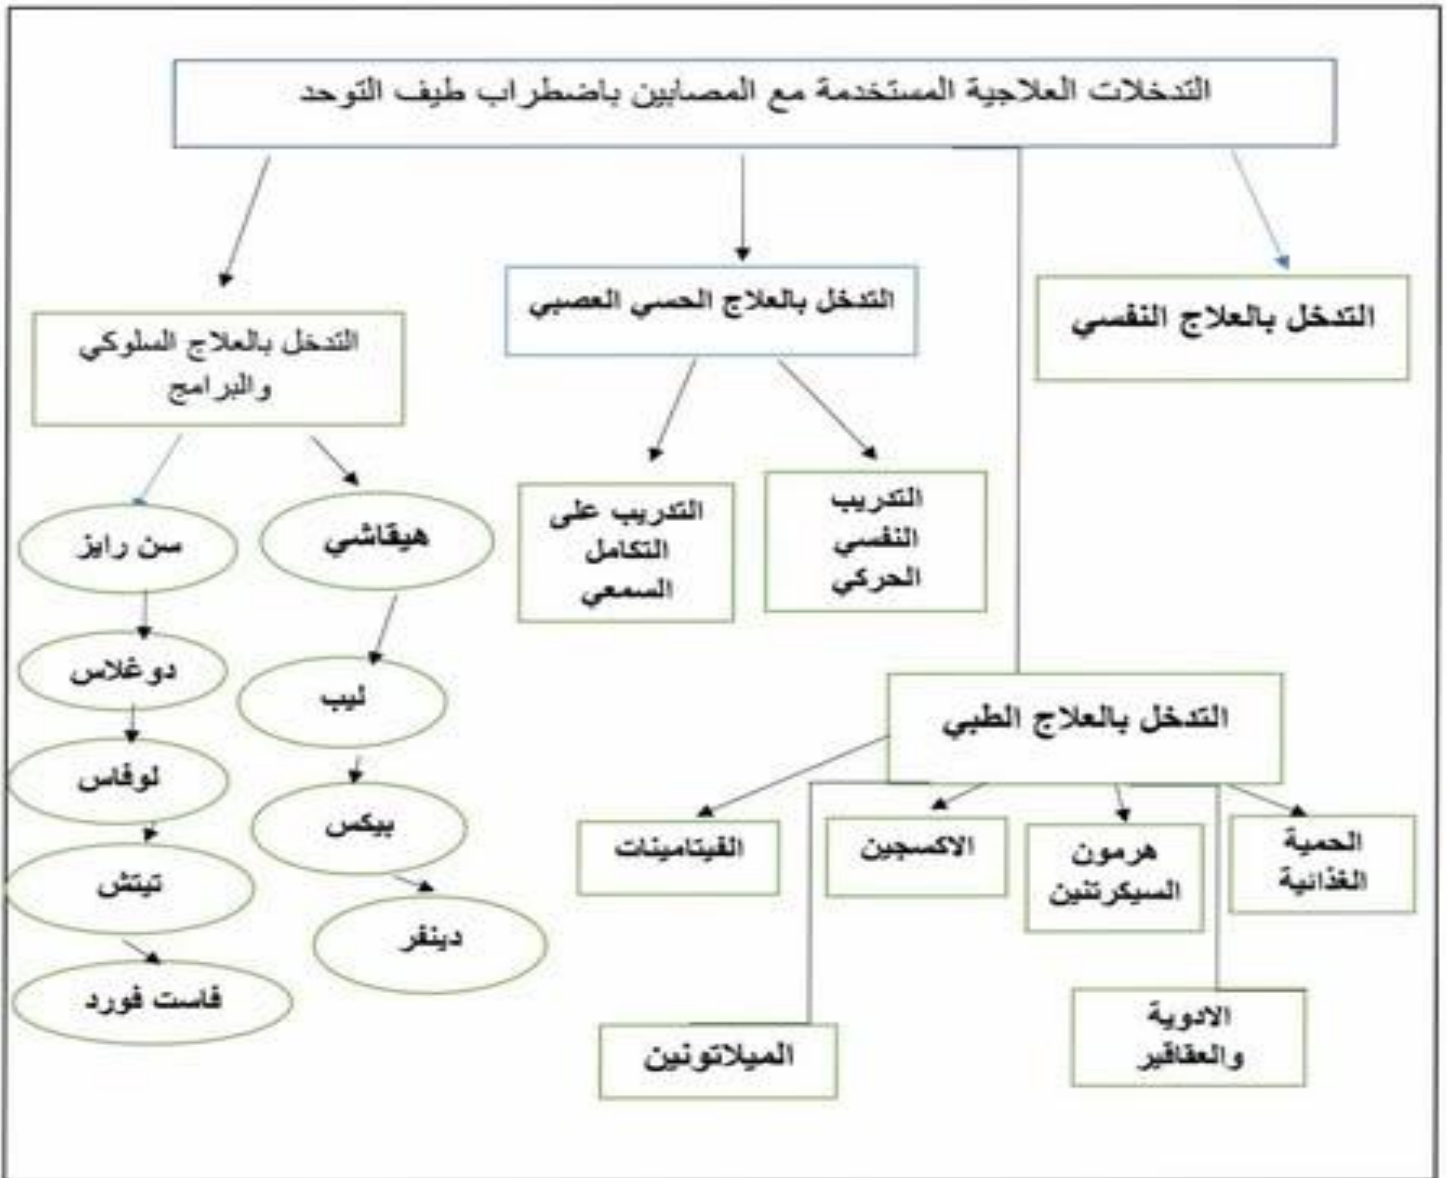 التدخلات العلاجية المستخدمة مع المصابين باضطراب طيف التوحد
التدخل بالعلاج النفسي
التدخل بالعلاج الحسي العصبي
التدخل بالعلاج السلوكي
والبرامج
التدريب
النفسي
الحركي
التدريب على
التكامل
السمعي
هيقاشي
سن رايز
ليب
دوغلاس
بيكس
لوفاس
دينفر
تيتش
فاست فورد
التدخل بالعلاج الطبي
الحمية
الغذائية
هرمون
السيكرتنين
الاكسجين
الفيتامينات
الادوية
والعقاقير
الميلاتونين